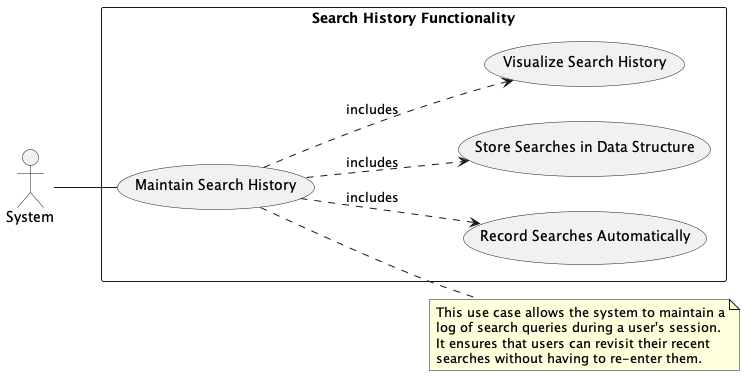 Search History Functionality
Visualize Search History
includes
Store Searches in Data Structure
includes
Maintain Search History
includes
System
Record Searches Automatically
This use case allows the system to maintain a
log of search queries during a user's session.
It ensures that users can revisit their recent
searches without having to re-enter them.